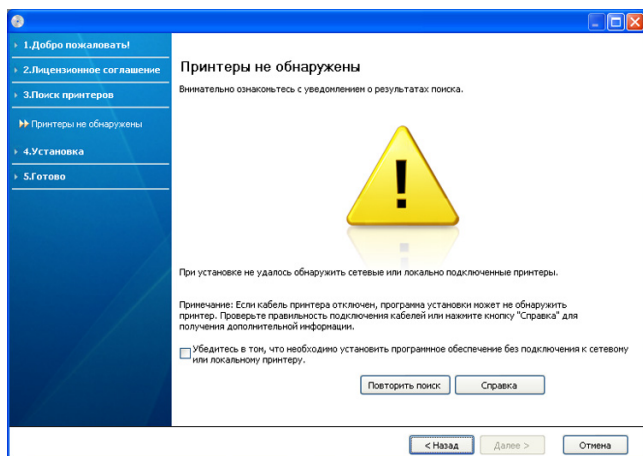 1.Добро пожаловать!
2.Лицензионное соглашение
3.Поиск принтеров
Принтеры не обнаружены
4.Установка
5.Готово
Принтеры не обнаружены
Внимательно ознакомьтесь с уведомлением о результатах поиска.
При установке не удалось обнаружить сетевые или локально подключенные принтеры.
Примечание: Если кабель принтера отключен, программа установки может не обнаружить
принтер. Проверьте правильность подключения кабелей или нажмите кнопку "Справка" для
получения дополнительной информации.
Убедитесь в том, что необходимо установить программное обеспечение без подключения к сетевому
или локальному принтеру.
Повторить поиск
Справка
< Назад
Далее >
Отмена